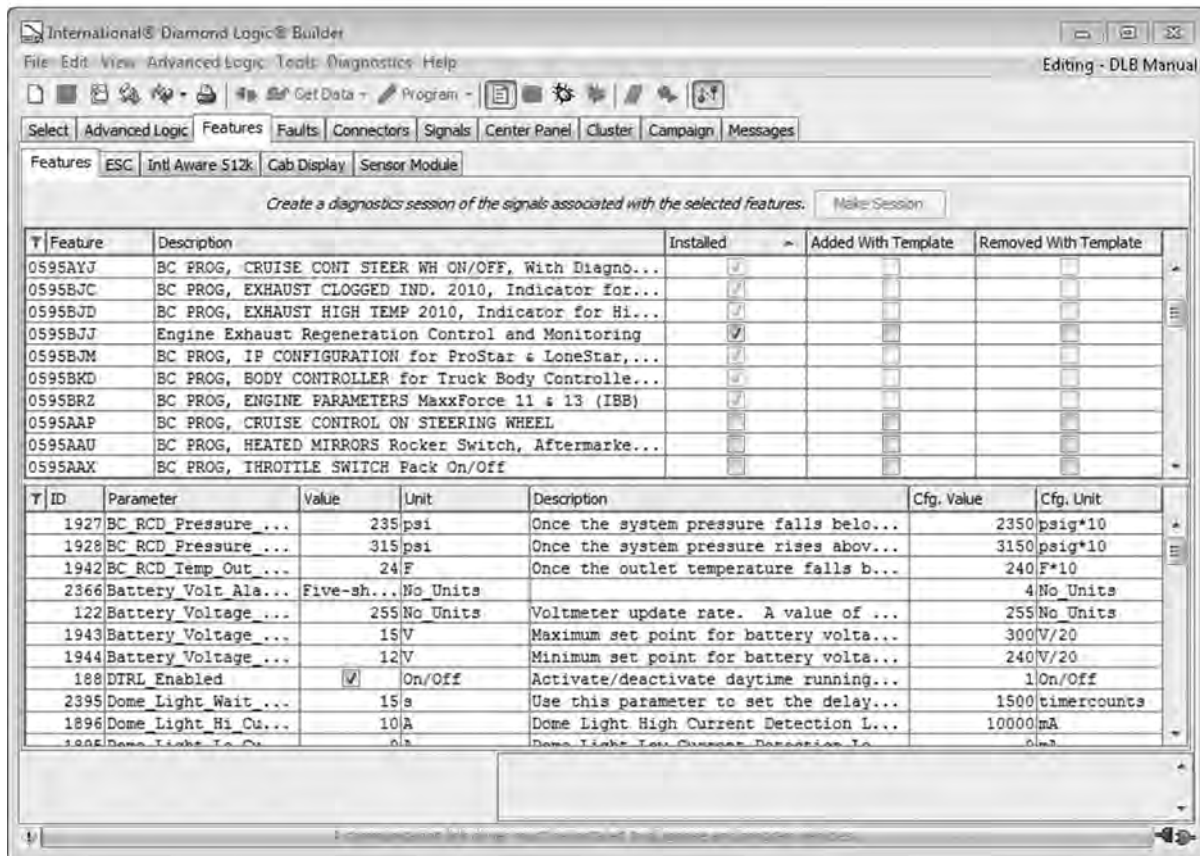 International® Diamond Logic® Builder
File Edit View Advanced Logic Tools Diagnostics Help
Editing - DLB Manual
Get Data Program
Select Advanced Logic Features Faults Connectors Signals Center Panel Cluster Campaign Messages
Features ESC Intl Aware 512k Cab Display Sensor Module
Create a diagnostics session of the signals associated with the selected features. Make Session
Feature Description Installed Added With Template Removed With Template
0595AYJ BC PROG, CRUISE CONT STEER WH ON/OFF, With Diagno...
0595BJC BC PROG, EXHAUST CLOGGED IND. 2010, Indicator for...
0595BJD BC PROG, EXHAUST HIGH TEMP 2010, Indicator for Hi...
0595BJJ Engine Exhaust Regeneration Control and Monitoring
0595BJM BC PROG, IP CONFIGURATION for ProStar & LoneStar,...
0595BKD BC PROG, BODY CONTROLLER for Truck Body Controlle...
0595BRZ BC PROG, ENGINE PARAMETERS MaxxForce 11 & 13 (IBB)
0595AAP BC PROG, CRUISE CONTROL ON STEERING WHEEL
0595AAU BC PROG, HEATED MIRRORS Rocker Switch, Aftermarke...
0595AAX BC PROG, THROTTLE SWITCH Pack On/Off
ID Parameter Value Unit Description Cfg. Value Cfg. Unit
1927 BC_RCD_Pressure_... 235 psi Once the system pressure falls belo... 2350 psig*10
1928 BC_RCD_Pressure_... 315 psi Once the system pressure rises abov... 3150 psig*10
1942 BC_RCD_Temp_Out_... 24 F Once the outlet temperature falls b... 240 F*10
2366 Battery_Volt_Ala... Five-sh... No_Units 4 No_Units
122 Battery_Voltage_... 255 No_Units Voltmeter update rate. A value of ... 255 No_Units
1943 Battery_Voltage_... 15 V Maximum set point for battery volta... 300 V/20
1944 Battery_Voltage_... 12 V Minimum set point for battery volta... 240 V/20
188 DTRL_Enabled On/Off Activate/deactivate daytime running... 1 On/Off
2395 Dome_Light_Wait_... 15 s Use this parameter to set the delay... 1500 timercounts
1896 Dome_Light_Hi_Cu... 10 A Dome Light High Current Detection L... 10000 mA